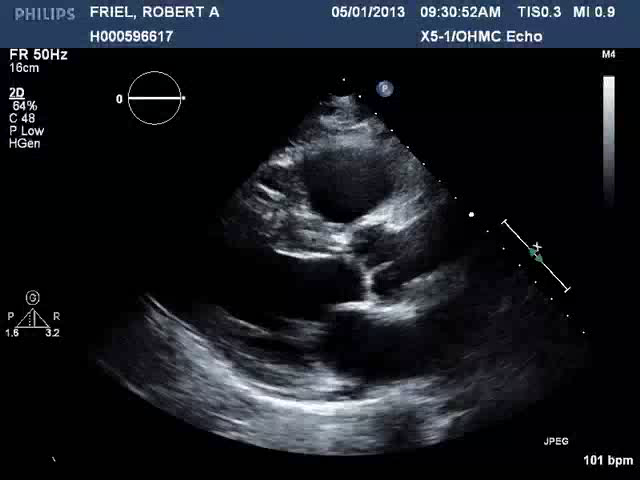 PHILIPS FRIEL, ROBERT A 05/01/2013 09:30:52AM TIS0.3 MI 0.9
H000596617 X5-1/OHMC Echo
FR 50Hz
16cm
M4
2D
64%
C 48
P Low
HGen
0
P
X
G
P R
1.6 3.2
JPEG
101 bpm